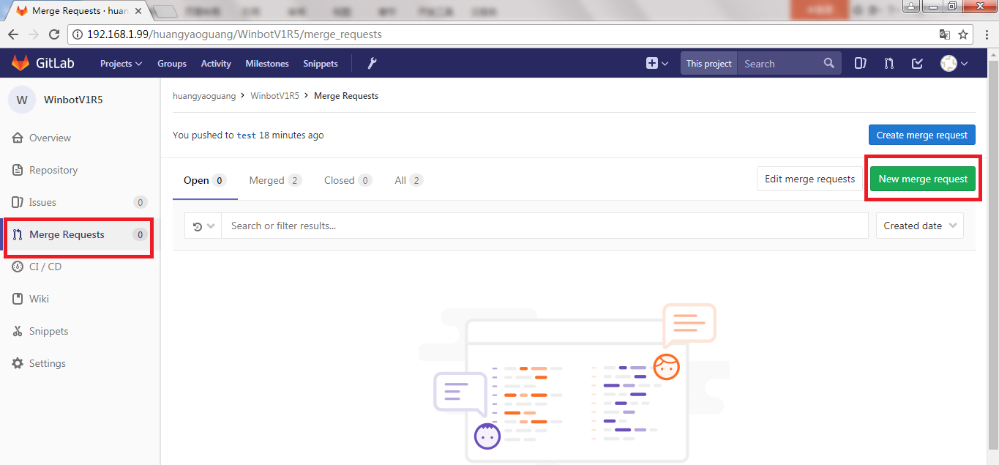 Merge Requests · huan
192.168.1.99/huangyaoguang/WinbotV1R5/merge_requests
GitLab Projects Groups Activity Milestones Snippets This project Search
W WinbotV1R5
huangyaoguang › WinbotV1R5 › Merge Requests
Overview
Repository
Issues 0
Merge Requests 0
CI / CD
Wiki
Snippets
Settings
You pushed to test 18 minutes ago Create merge request
Open 0 Merged 2 Closed 0 All 2 Edit merge requests New merge request
Search or filter results... Created date